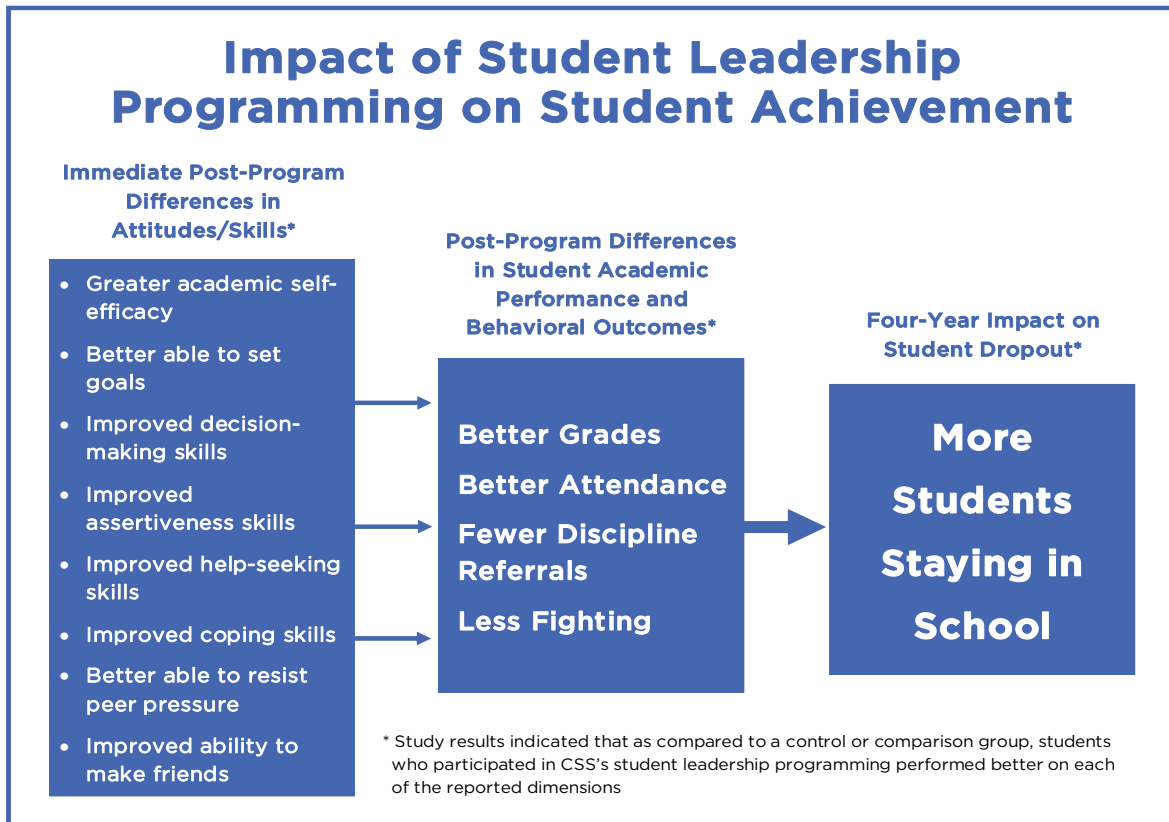 Impact of Student Leadership
Programming on Student Achievement
Immediate Post-Program
Differences in
Attitudes/Skills*
• Greater academic self-
efficacy
• Better able to set
goals
• Improved decision-
making skills
• Improved
assertiveness skills
• Improved help-seeking
skills
• Improved coping skills
• Better able to resist
peer pressure
• Improved ability to
make friends
Post-Program Differences
in Student Academic
Performance and
Behavioral Outcomes*
Better Grades
Better Attendance
Fewer Discipline
Referrals
Less Fighting
Four-Year Impact on
Student Dropout*
More
Students
Staying in
School
* Study results indicated that as compared to a control or comparison group, students
who participated in CSS's student leadership programming performed better on each
of the reported dimensions